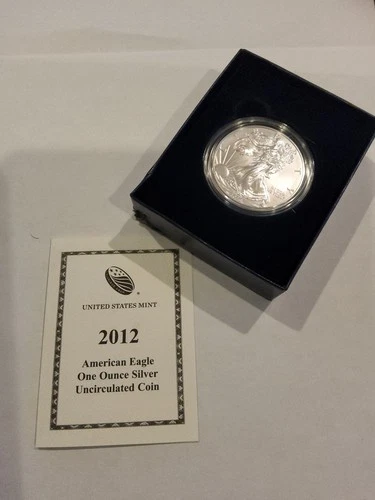 UNITED STATES MINT
2012
American Eagle
One Ounce Silver
Uncirculated Coin